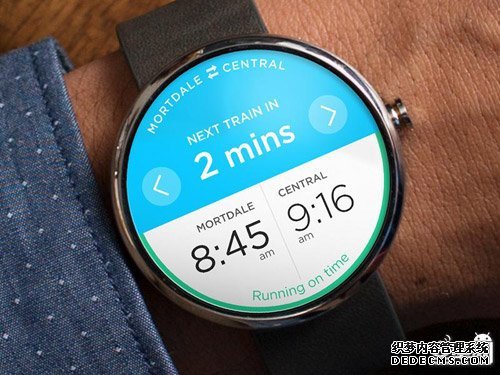 MORTDALE ⇄ CENTRAL
NEXT TRAIN IN
2 mins
MORTDALE
8:45 am
CENTRAL
9:16 am
Running on time
织梦内容管理系统
DEDECMS.COM